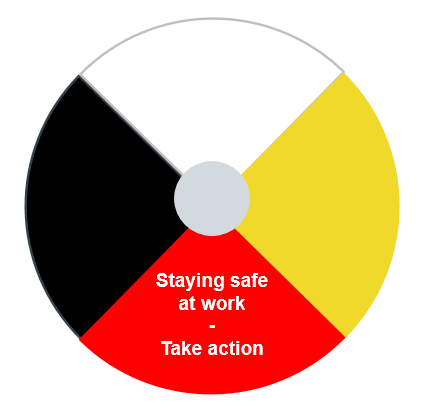 Staying safe
at work
-
Take action